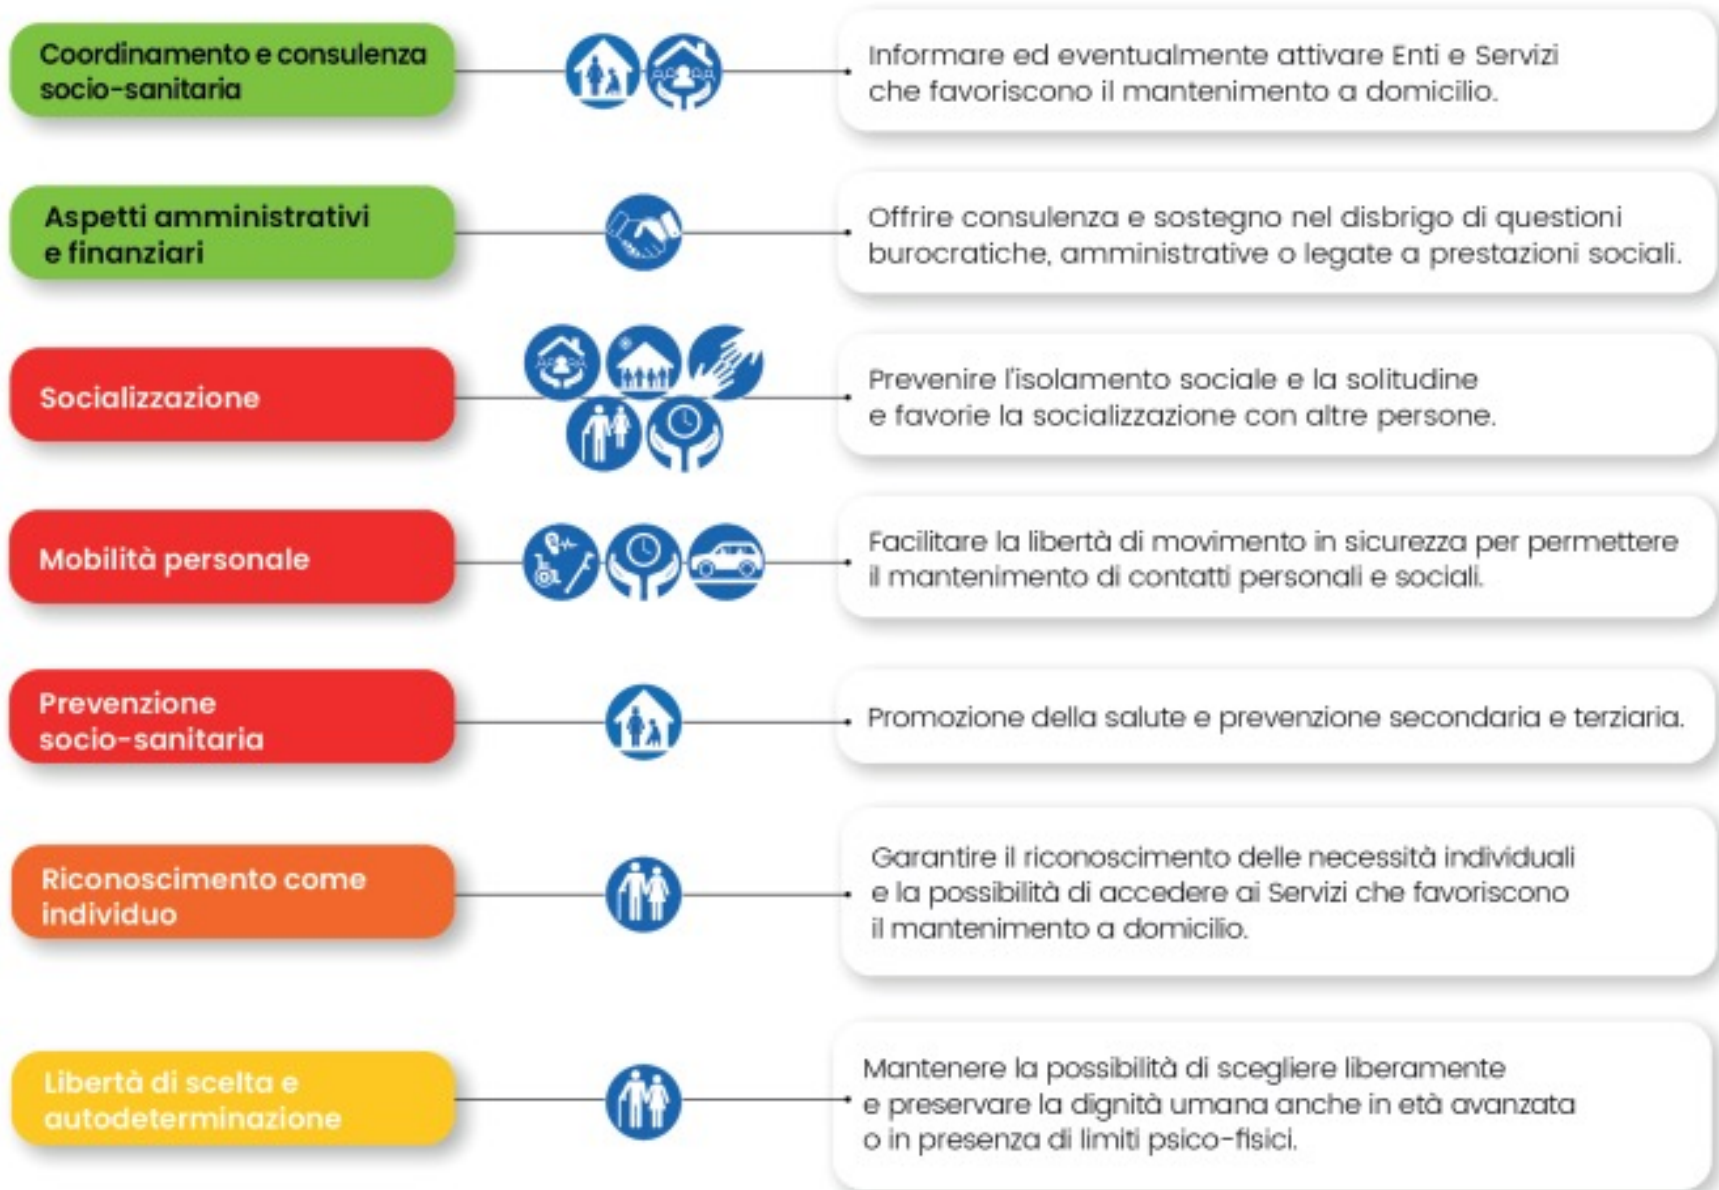 Coordinamento e consulenza
socio-sanitaria
Informare ed eventualmente attivare Enti e Servizi
che favoriscono il mantenimento a domicilio.
Aspetti amministrativi
e finanziari
Offrire consulenza e sostegno nel disbrigo di questioni
burocratiche, amministrative o legate a prestazioni sociali.
Socializzazione
Prevenire l'isolamento sociale e la solitudine
e favorie la socializzazione con altre persone.
Mobilità personale
Facilitare la libertà di movimento in sicurezza per permettere
il mantenimento di contatti personali e sociali.
Prevenzione
socio-sanitaria
Promozione della salute e prevenzione secondaria e terziaria.
Riconoscimento come
individuo
Garantire il riconoscimento delle necessità individuali
e la possibilità di accedere ai Servizi che favoriscono
il mantenimento a domicilio.
Libertà di scelta e
autodeterminazione
Mantenere la possibilità di scegliere liberamente
e preservare la dignità umana anche in età avanzata
o in presenza di limiti psico-fisici.